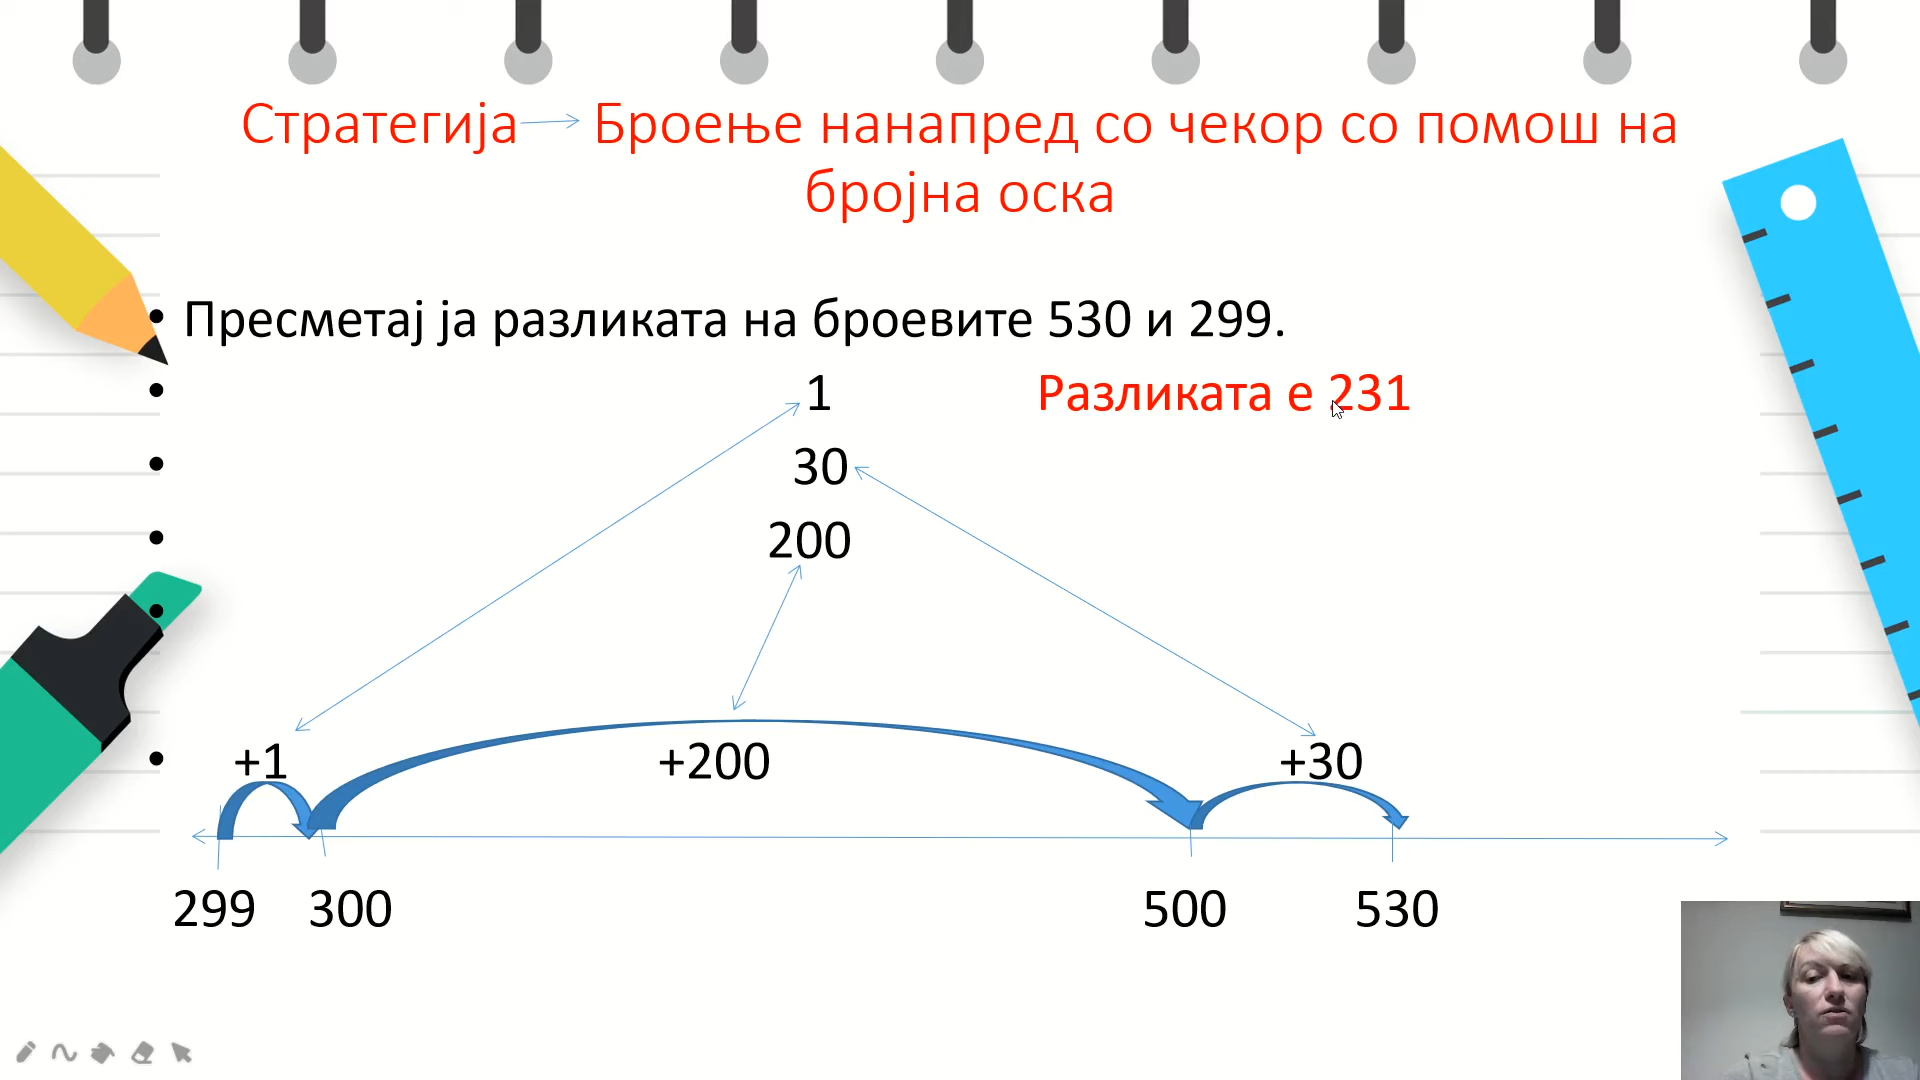 Стратегија Броење нанапред со чекор со помош на
бројна оска
Пресметај ја разликата на броевите 530 и 299.
1 Разликата е 231
30
200
+1 +200 +30
299 300 500 530